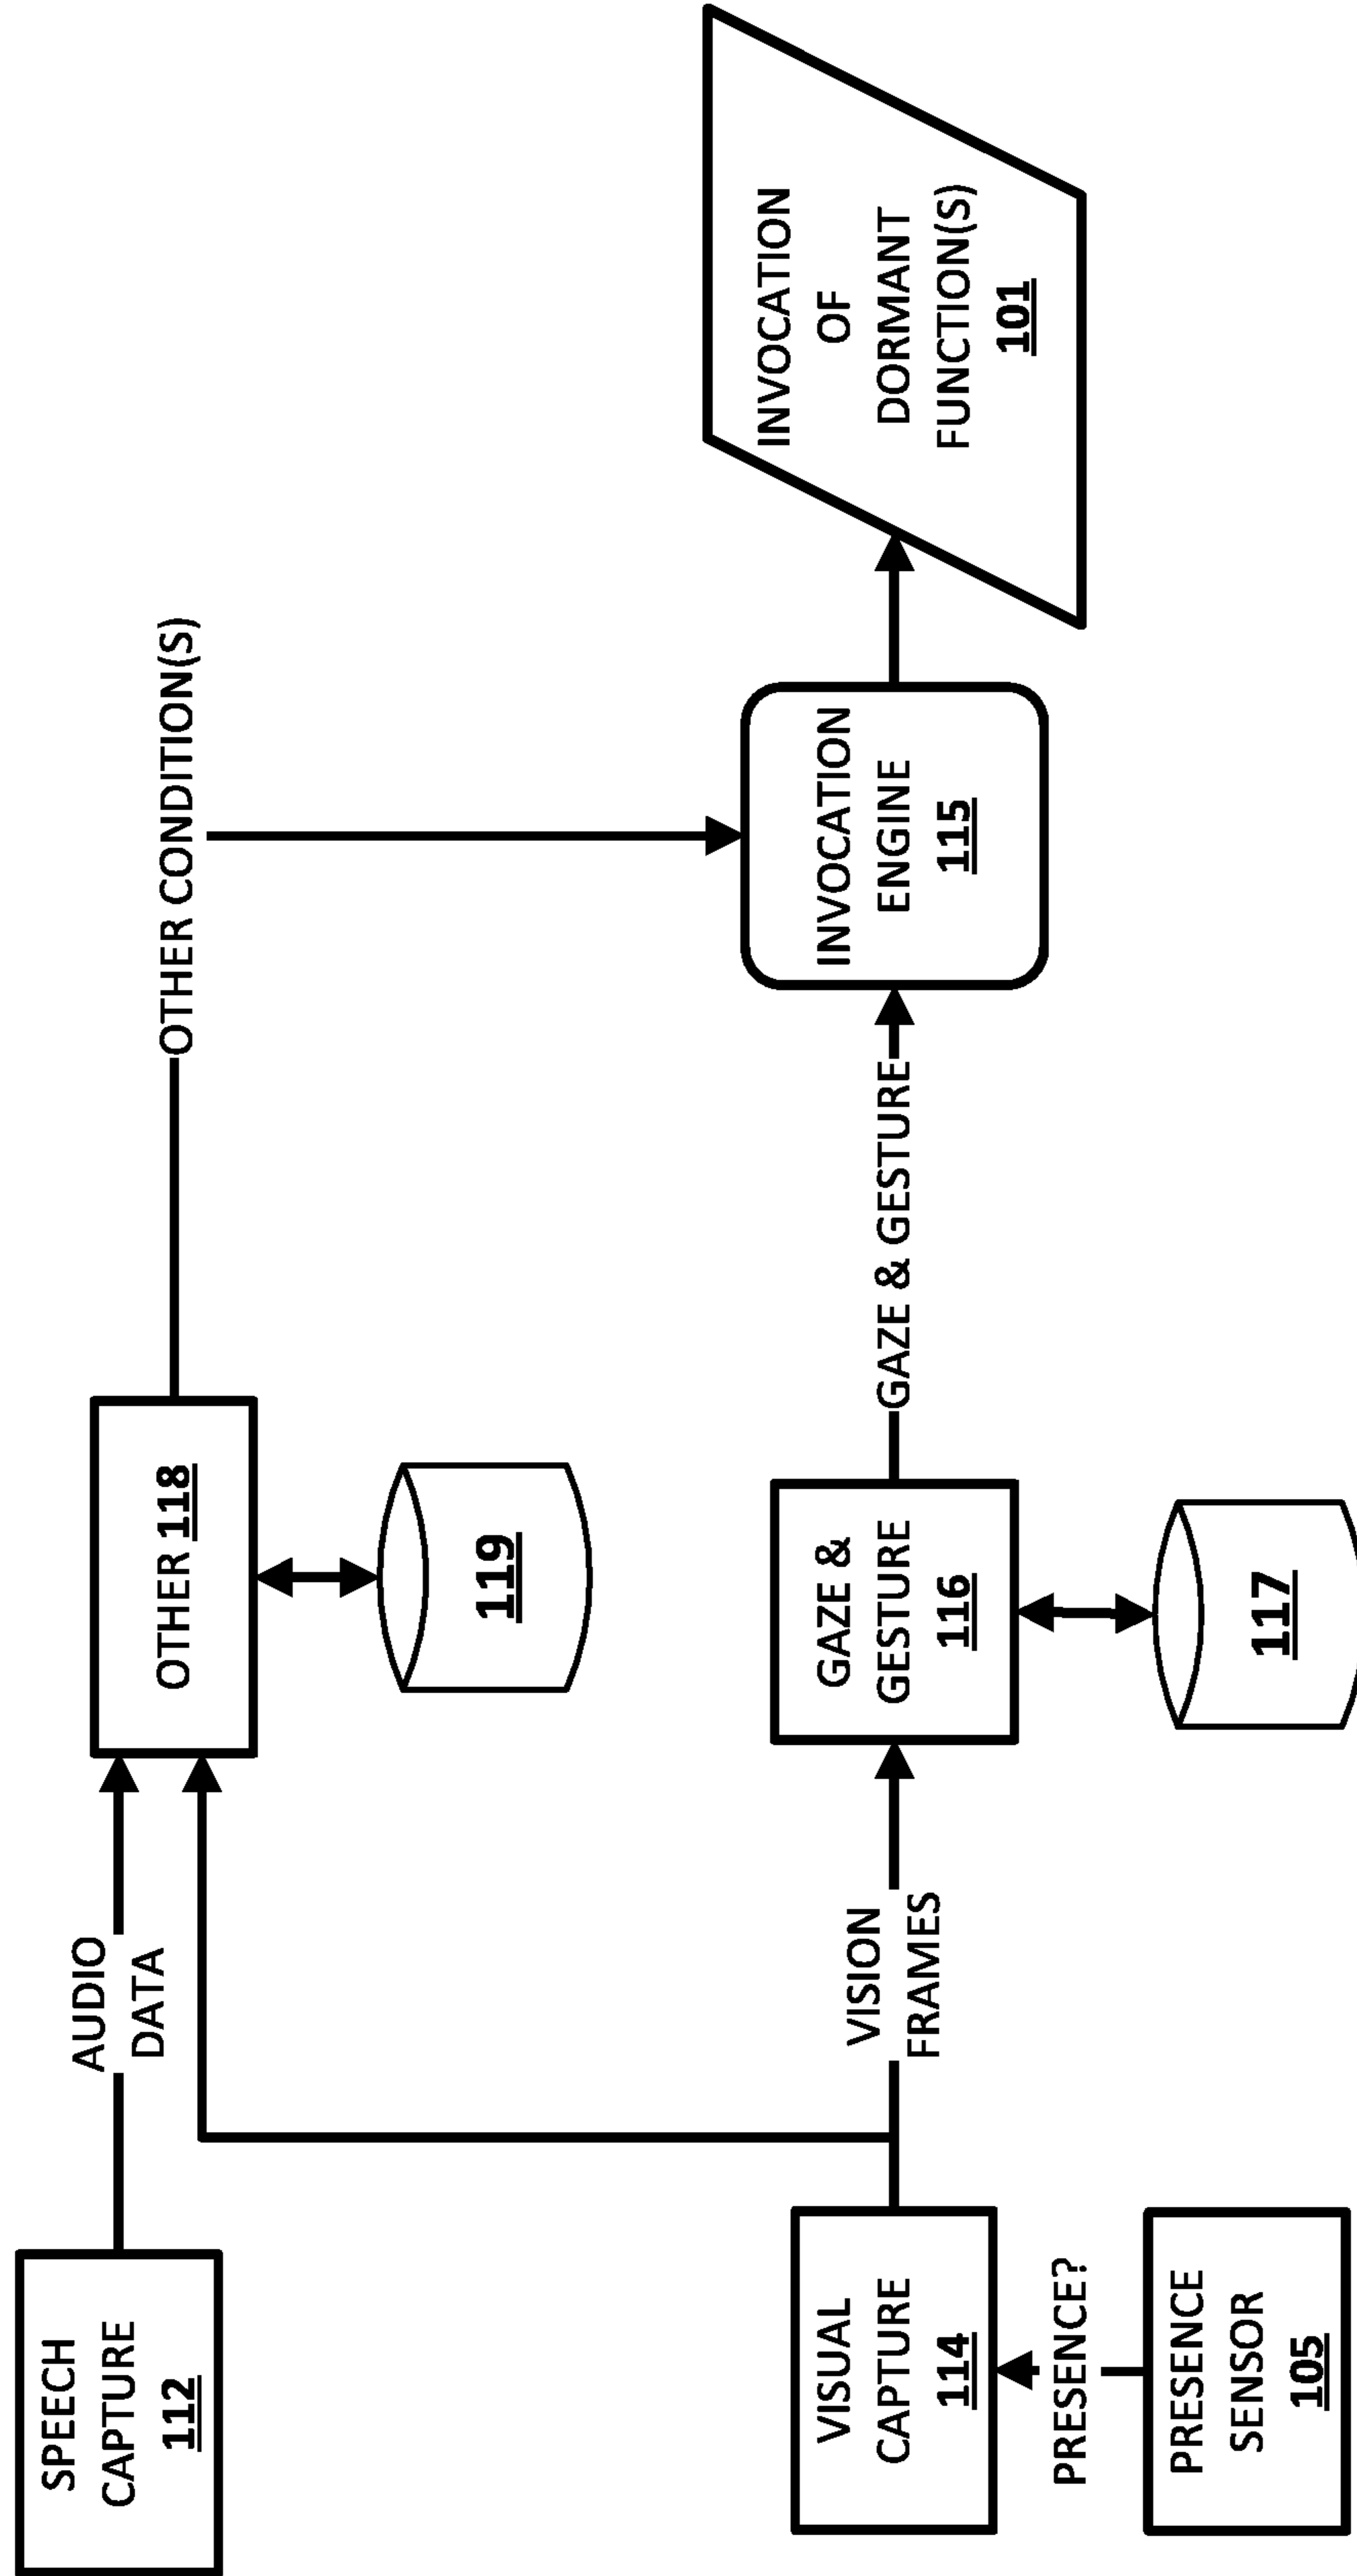 SPEECH
CAPTURE
112
AUDIO
DATA
OTHER 118
119
OTHER CONDITION(S)
VISUAL
CAPTURE
114
PRESENCE?
PRESENCE
SENSOR
105
VISION
FRAMES
GAZE &
GESTURE
116
117
GAZE & GESTURE
INVOCATION
ENGINE
115
INVOCATION
OF
DORMANT
FUNCTION(S)
101